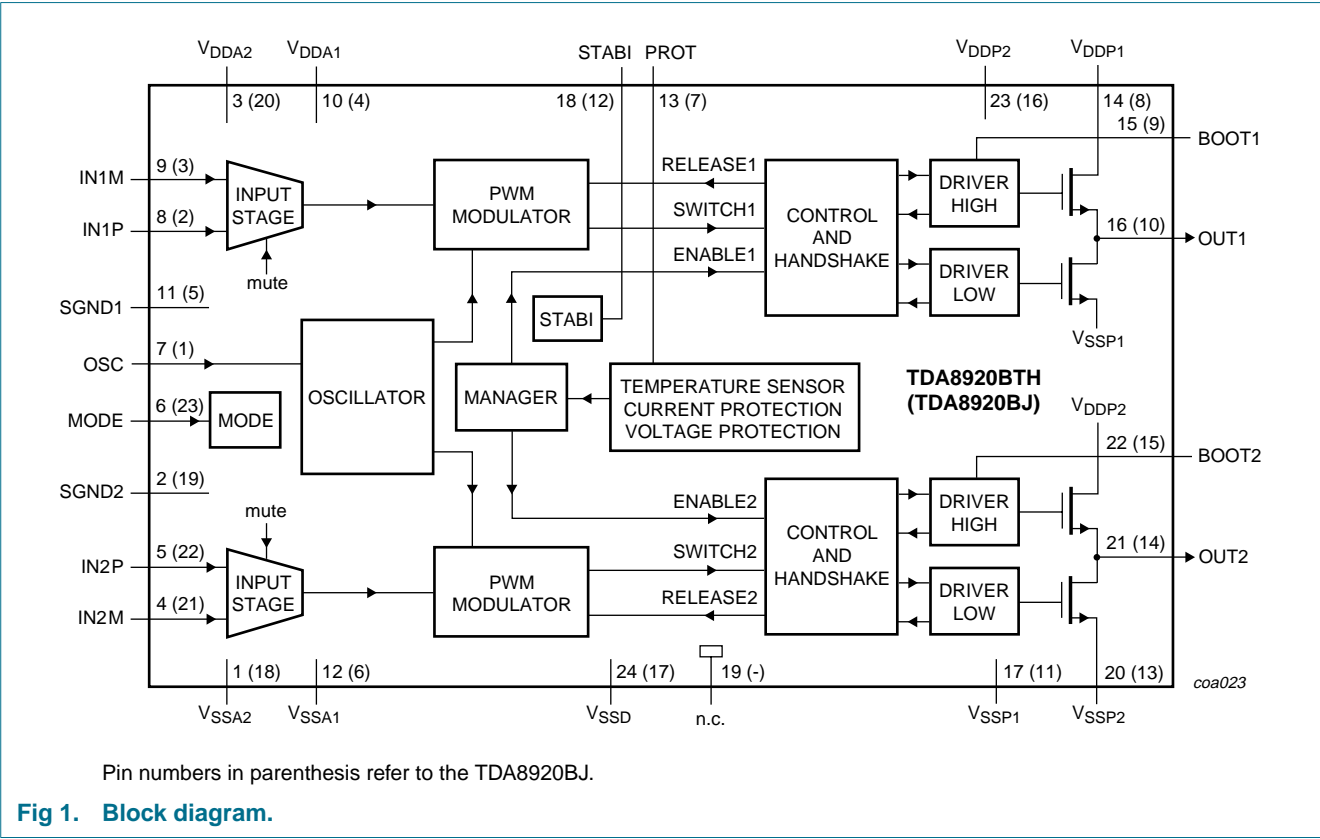 VDDA2 VDDA1 STABI PROT VDDP2 VDDP1
3 (20) 10 (4) 18 (12) 13 (7) 23 (16) 14 (8)
15 (9)
BOOT1
IN1M
9 (3)
INPUT
STAGE
PWM
MODULATOR
RELEASE1
CONTROL
AND
HANDSHAKE
DRIVER
HIGH
IN1P
8 (2)
SWITCH1
16 (10)
OUT1
mute
ENABLE1
DRIVER
LOW
SGND1
11 (5)
STABI
VSSP1
OSC
7 (1)
OSCILLATOR
MANAGER
TEMPERATURE SENSOR
CURRENT PROTECTION
VOLTAGE PROTECTION
TDA8920BTH
(TDA8920BJ)
MODE
6 (23)
MODE
VDDP2
22 (15)
BOOT2
SGND2
2 (19)
mute
ENABLE2
CONTROL
AND
HANDSHAKE
DRIVER
HIGH
IN2P
5 (22)
INPUT
STAGE
PWM
MODULATOR
SWITCH2
21 (14)
OUT2
IN2M
4 (21)
RELEASE2
DRIVER
LOW
1 (18) 12 (6) 24 (17) 19 (-) 17 (11) 20 (13)
coa023
VSSA2 VSSA1 VSSD n.c. VSSP1 VSSP2
Pin numbers in parenthesis refer to the TDA8920BJ.
Fig 1. Block diagram.